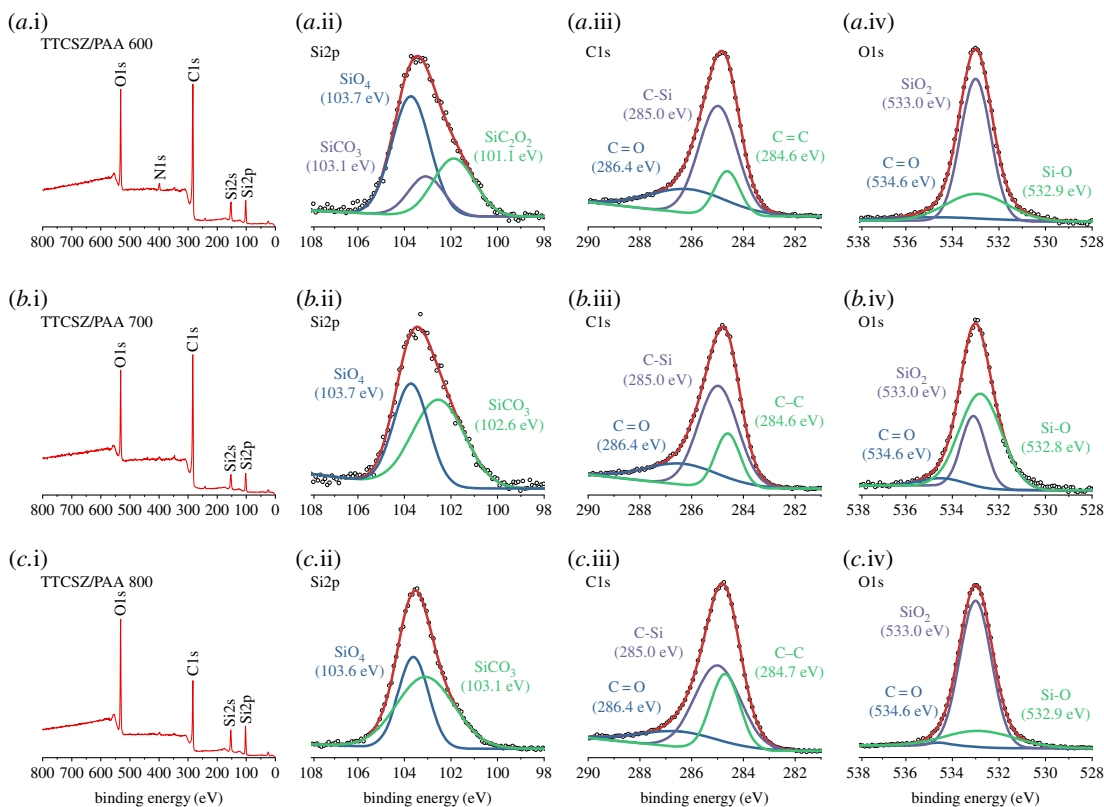 (a.i)
TTCSZ/PAA 600
O1s
N1s
C1s
Si2s
Si2p
800 700 600 500 400 300 200 100 0
(a.ii)
Si2p
SiO4
(103.7 eV)
SiCO3
(103.1 eV)
SiC2O2
(101.1 eV)
108 106 104 102 100 98
(a.iii)
C1s
C-Si
(285.0 eV)
C=O
(286.4 eV)
C=C
(284.6 eV)
290 288 286 284 282
(a.iv)
O1s
SiO2
(533.0 eV)
C=O
(534.6 eV)
Si-O
(532.9 eV)
538 536 534 532 530 528
(b.i)
TTCSZ/PAA 700
O1s
C1s
Si2s
Si2p
800 700 600 500 400 300 200 100 0
(b.ii)
Si2p
SiO4
(103.7 eV)
SiCO3
(102.6 eV)
108 106 104 102 100 98
(b.iii)
C1s
C-Si
(285.0 eV)
C=O
(286.4 eV)
C–C
(284.6 eV)
290 288 286 284 282
(b.iv)
O1s
SiO2
(533.0 eV)
C=O
(534.6 eV)
Si-O
(532.8 eV)
538 536 534 532 530 528
(c.i)
TTCSZ/PAA 800
O1s
C1s
Si2s
Si2p
800 700 600 500 400 300 200 100 0
binding energy (eV)
(c.ii)
Si2p
SiO4
(103.6 eV)
SiCO3
(103.1 eV)
108 106 104 102 100 98
binding energy (eV)
(c.iii)
C1s
C-Si
(285.0 eV)
C=O
(286.4 eV)
C–C
(284.7 eV)
290 288 286 284 282
binding energy (eV)
(c.iv)
O1s
SiO2
(533.0 eV)
C=O
(534.6 eV)
Si-O
(532.9 eV)
538 536 534 532 530 528
binding energy (eV)